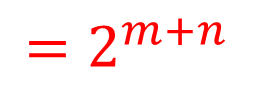 = 2^{m+n}